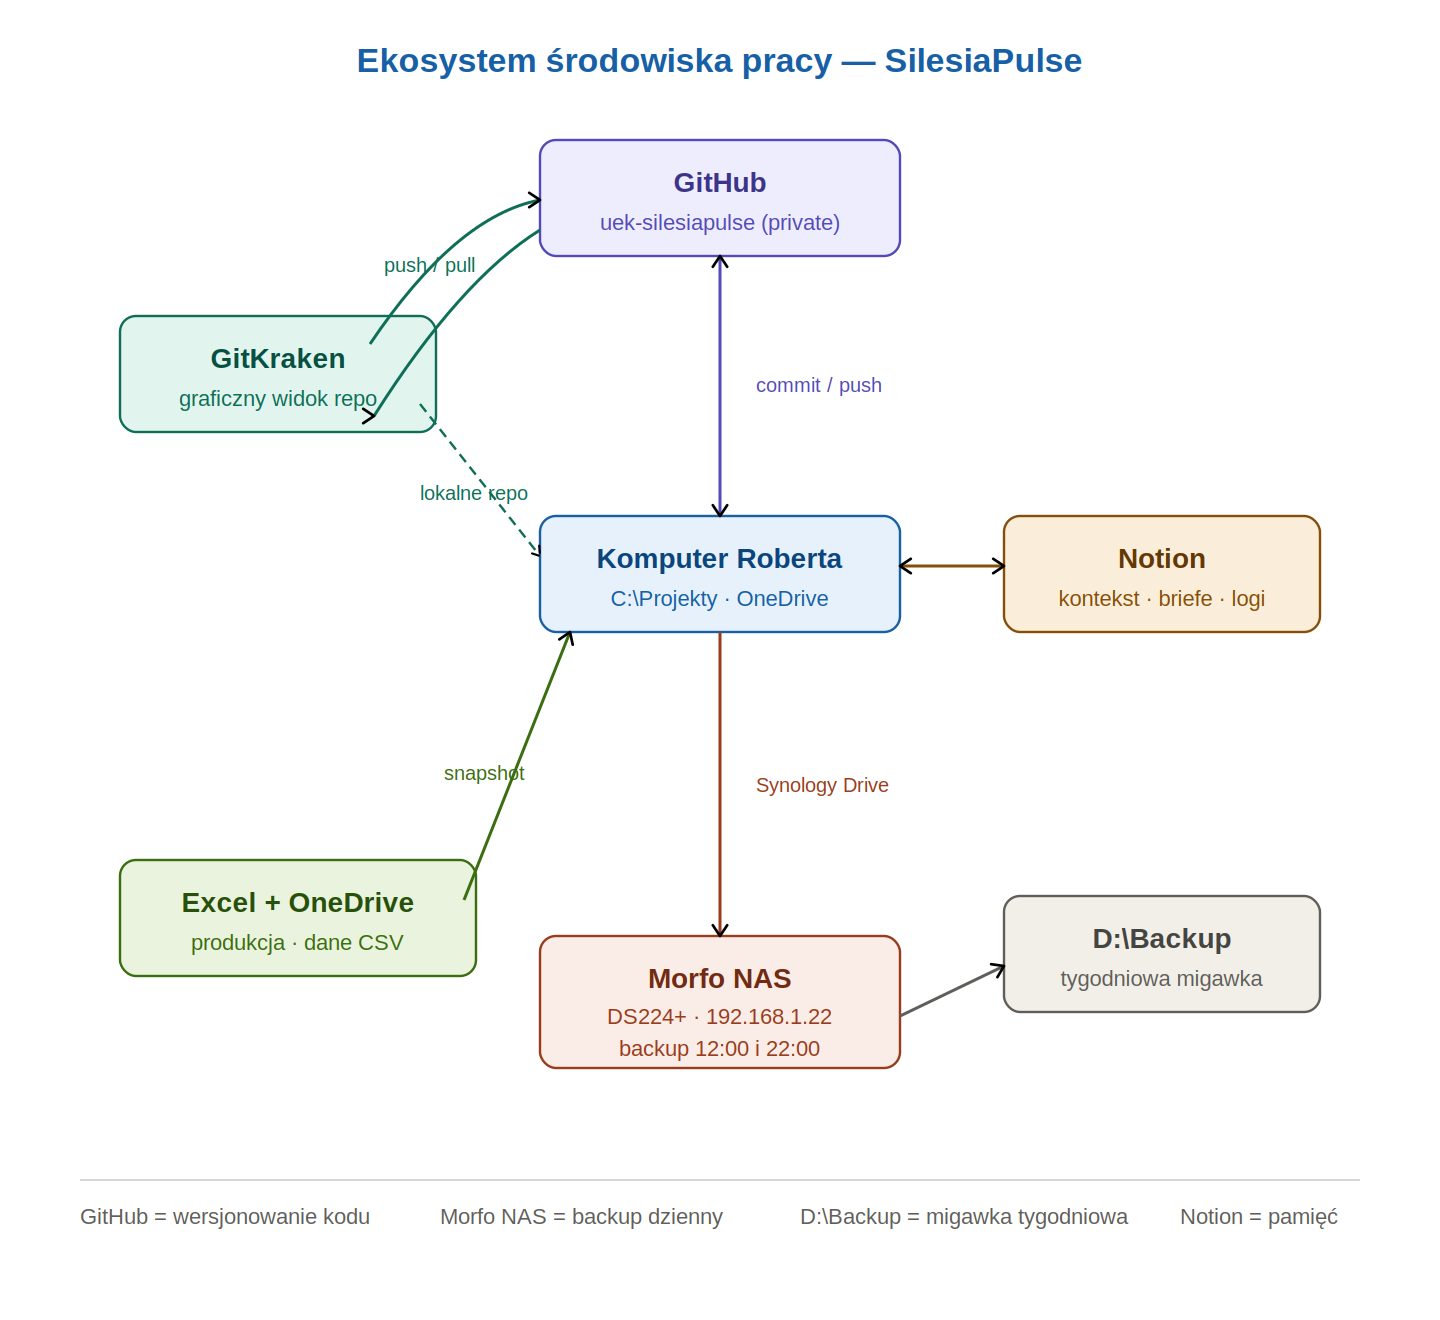 Ekosystem środowiska pracy — SilesiaPulse
GitHub
uek-silesiapulse (private)
push / pull
GitKraken
graficzny widok repo
commit / push
lokalne repo
Komputer Roberta
C:\Projekty · OneDrive
Notion
kontekst · briefe · logi
snapshot
Synology Drive
Excel + OneDrive
produkcja · dane CSV
D:\Backup
tygodniowa migawka
Morfo NAS
DS224+ · 192.168.1.22
backup 12:00 i 22:00
GitHub = wersjonowanie kodu
Morfo NAS = backup dzienny
D:\Backup = migawka tygodniowa
Notion = pamięć